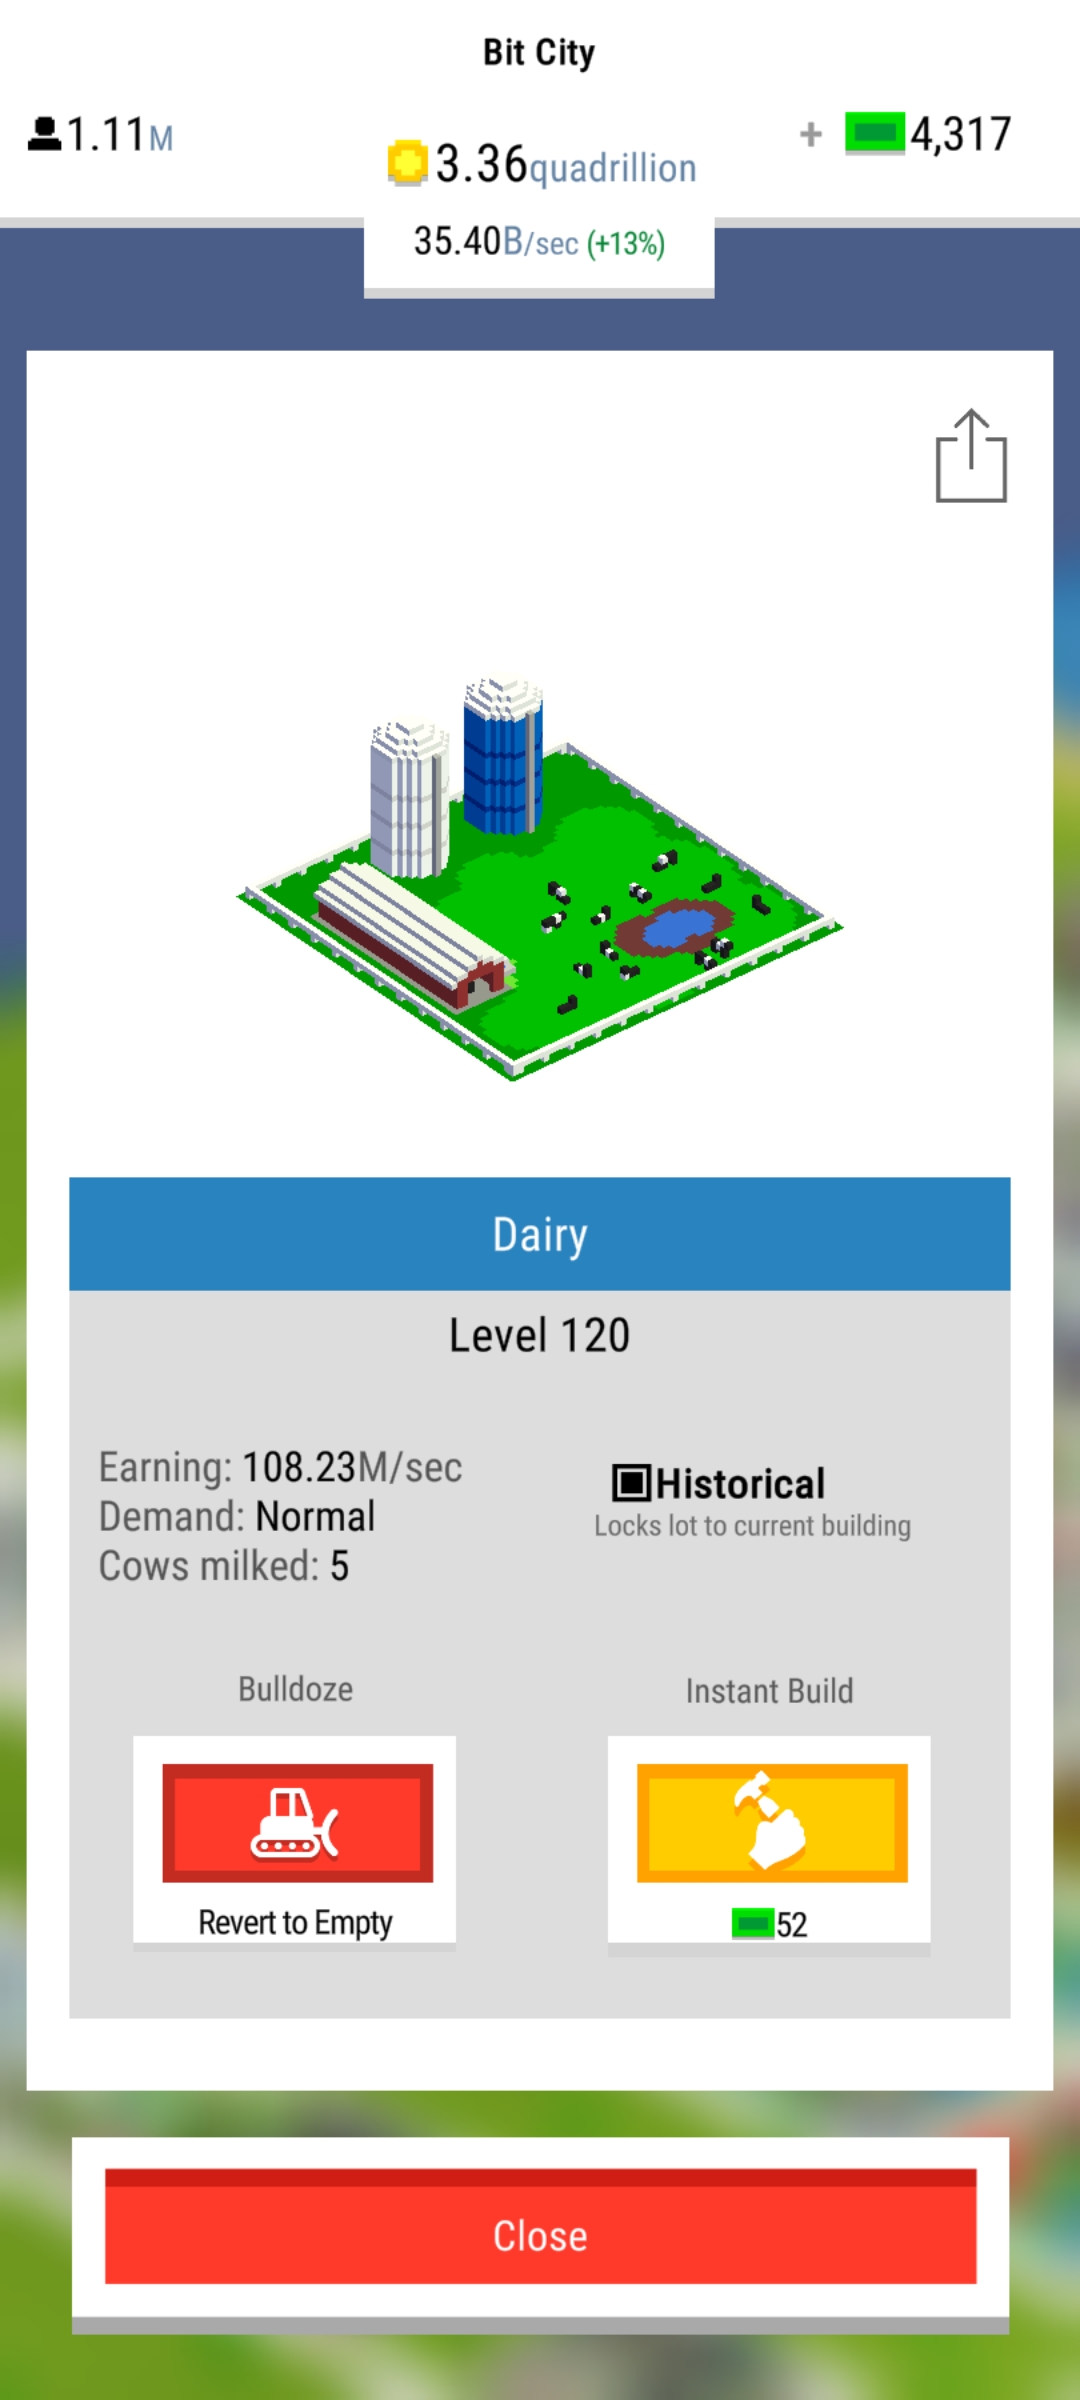 Bit City
1.11M
+ 4,317
3.36quadrillion
35.40B/sec (+13%)
Dairy
Level 120
Earning: 108.23M/sec
Demand: Normal
Cows milked: 5
Historical
Locks lot to current building
Bulldoze
Instant Build
Revert to Empty
52
Close